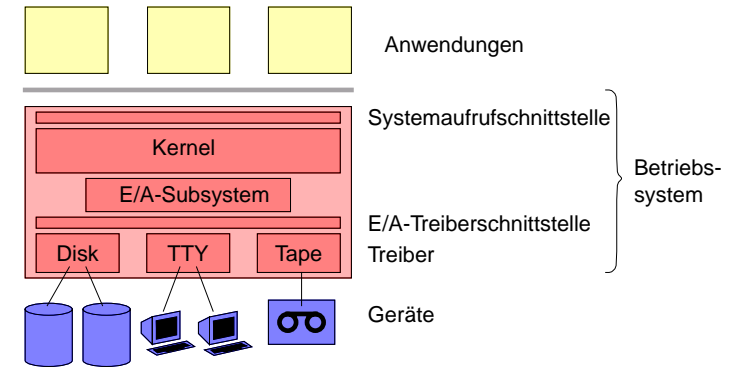 Anwendungen
Systemaufrufschnittstelle
Kernel
E/A-Subsystem
Betriebs-
system
E/A-Treiberschnittstelle
Disk TTY Tape Treiber
Geräte